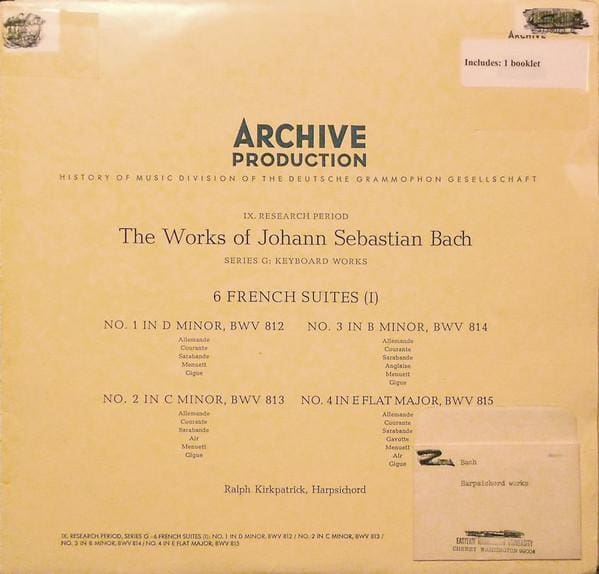 ARCHIVE
Includes: 1 booklet
ARCHIVE
PRODUCTION
HISTORY OF MUSIC DIVISION OF THE DEUTSCHE GRAMMOPHON GESELLSCHAFT
IX. RESEARCH PERIOD
The Works of Johann Sebastian Bach
SERIES G: KEYBOARD WORKS
6 FRENCH SUITES (I)
NO. 1 IN D MINOR, BWV 812
Allemande
Courante
Sarabande
Menuett
Gigue
NO. 3 IN B MINOR, BWV 814
Allemande
Courante
Sarabande
Anglaise
Menuett
Gigue
NO. 2 IN C MINOR, BWV 813
Allemande
Courante
Sarabande
Air
Menuett
Gigue
NO. 4 IN E FLAT MAJOR, BWV 815
Allemande
Courante
Sarabande
Gavotte
Menuett
Air
Gigue
Ralph Kirkpatrick, Harpsichord
Bach
Harpsichord works
EASTERN WASHINGTON UNIVERSITY
CHENEY WASHINGTON 99004
IX. RESEARCH PERIOD, SERIES G · 6 FRENCH SUITES (I): NO. 1 IN D MINOR, BWV 812 / NO. 2 IN C MINOR, BWV 813 /
NO. 3 IN B MINOR, BWV 814 / NO. 4 IN E FLAT MAJOR, BWV 815